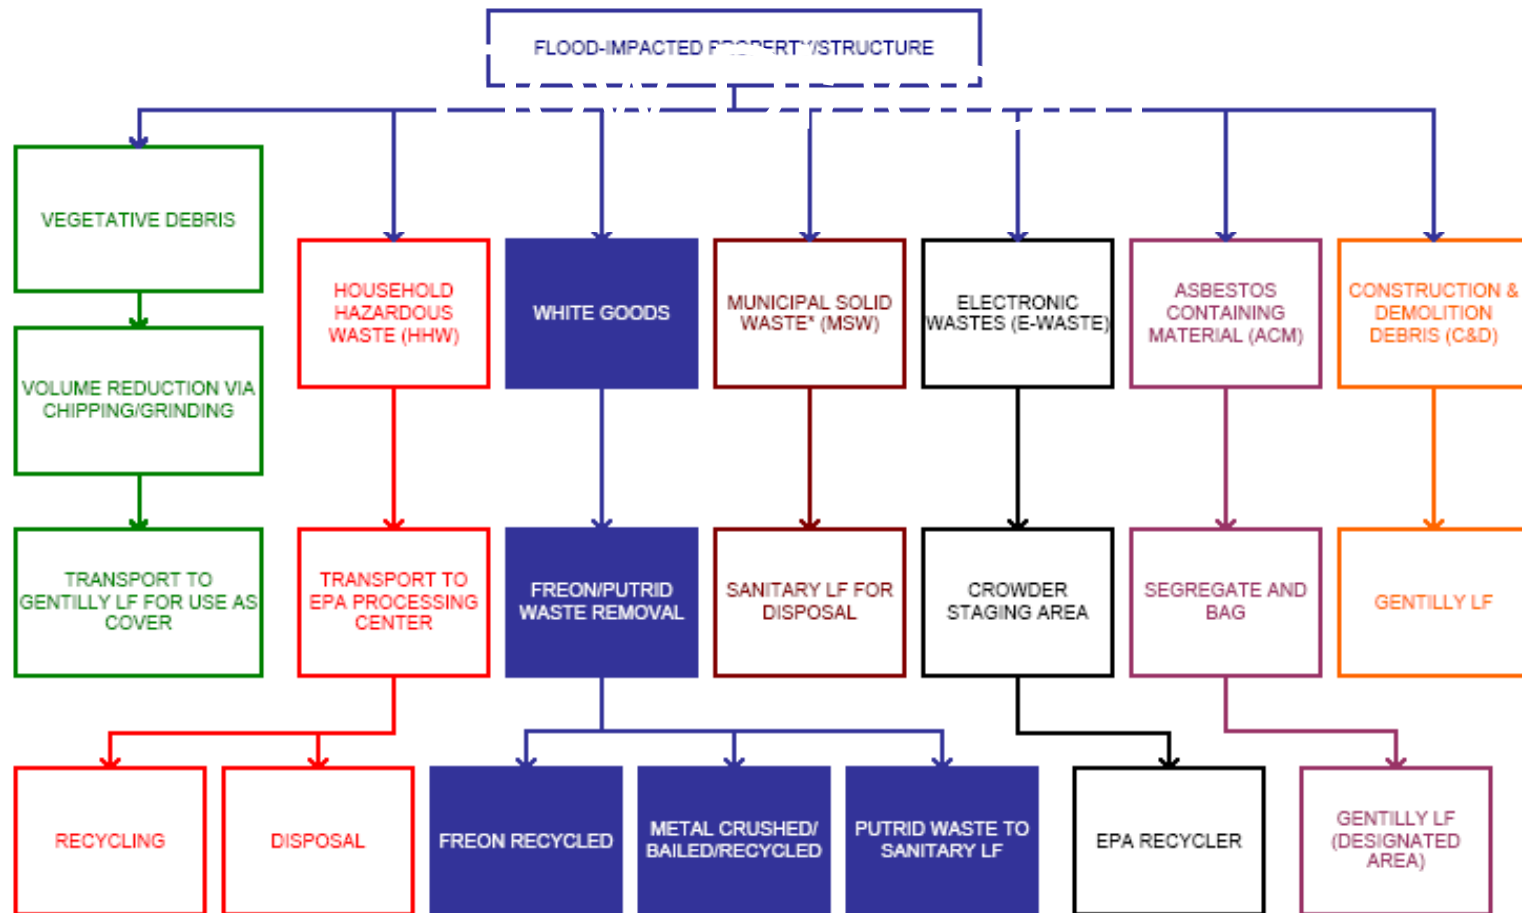 FLOOD-IMPACTED PROPERTY/STRUCTURE
VEGETATIVE DEBRIS
HOUSEHOLD
HAZARDOUS
WASTE (HHW)
WHITE GOODS
MUNICIPAL SOLID
WASTE* (MSW)
ELECTRONIC
WASTES (E-WASTE)
ASBESTOS
CONTAINING
MATERIAL (ACM)
CONSTRUCTION &
DEMOLITION
DEBRIS (C&D)
VOLUME REDUCTION VIA
CHIPPING/GRINDING
TRANSPORT TO
GENTILLY LF FOR USE AS
COVER
TRANSPORT TO
EPA PROCESSING
CENTER
FREON/PUTRID
WASTE REMOVAL
SANITARY LF FOR
DISPOSAL
CROWDER
STAGING AREA
SEGREGATE AND
BAG
GENTILLY LF
RECYCLING
DISPOSAL
FREON RECYCLED
METAL CRUSHED/
BAILED/RECYCLED
PUTRID WASTE TO
SANITARY LF
EPA RECYCLER
GENTILLY LF
(DESIGNATED
AREA)